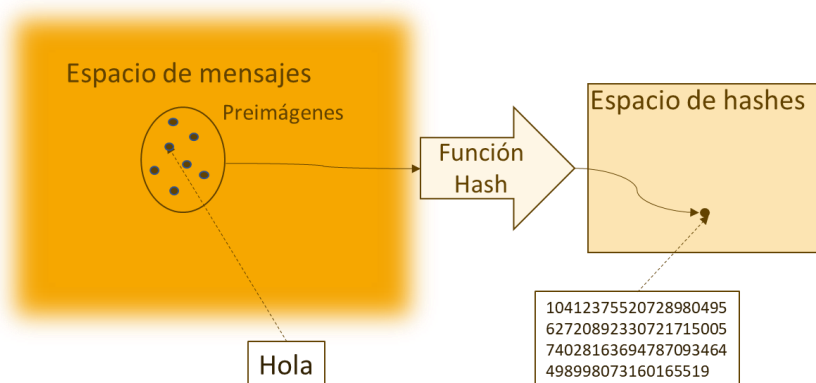 Espacio de mensajes
Preimágenes
Función
Hash
Espacio de hashes
Hola
10412375520728980495
62720892330721715005
74028163694787093464
498998073160165519